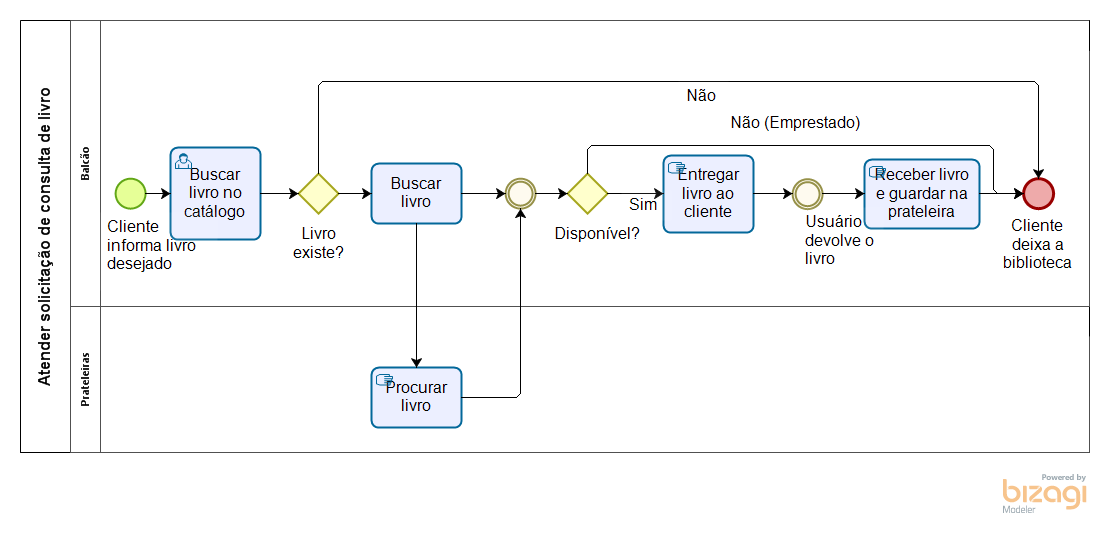 Atender solicitação de consulta de livro
Balcão
Cliente
informa livro
desejado
Buscar
livro no
catálogo
Livro
existe?
Não
Buscar
livro
Disponível?
Não (Emprestado)
Sim
Entregar
livro ao
cliente
Usuário
devolve o
livro
Receber livro
e guardar na
prateleira
Cliente
deixa a
biblioteca
Prateleiras
Procurar
livro
Powered by
bizagi
Modeler